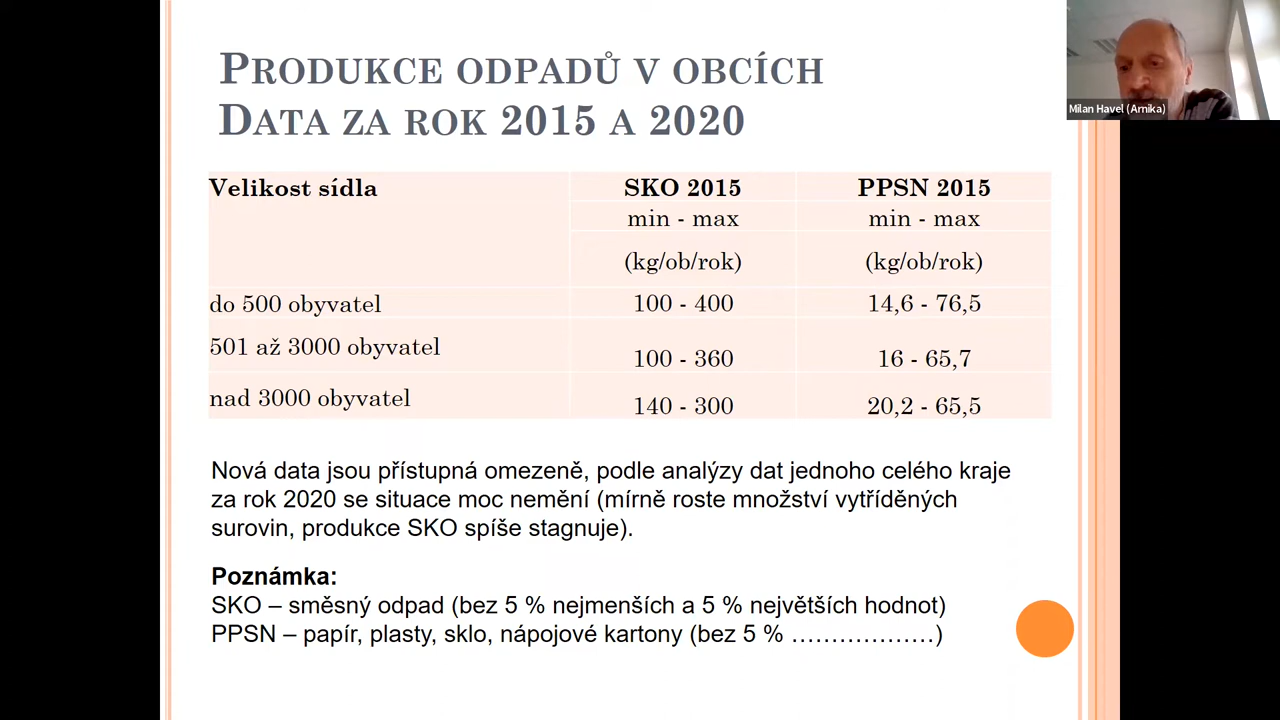 PRODUKCE ODPADŮ V OBCÍCH
DATA ZA ROK 2015 A 2020
Milan Havel (Arnika)
Velikost sídla SKO 2015 PPSN 2015
min - max min - max
(kg/ob/rok) (kg/ob/rok)
do 500 obyvatel 100 - 400 14,6 - 76,5
501 až 3000 obyvatel 100 - 360 16 - 65,7
nad 3000 obyvatel 140 - 300 20,2 - 65,5
Nová data jsou přístupná omezeně, podle analýzy dat jednoho celého kraje
za rok 2020 se situace moc nemění (mírně roste množství vytříděných
surovin, produkce SKO spíše stagnuje).
Poznámka:
SKO – směsný odpad (bez 5 % nejmenších a 5 % největších hodnot)
PPSN – papír, plasty, sklo, nápojové kartony (bez 5 % ………………)